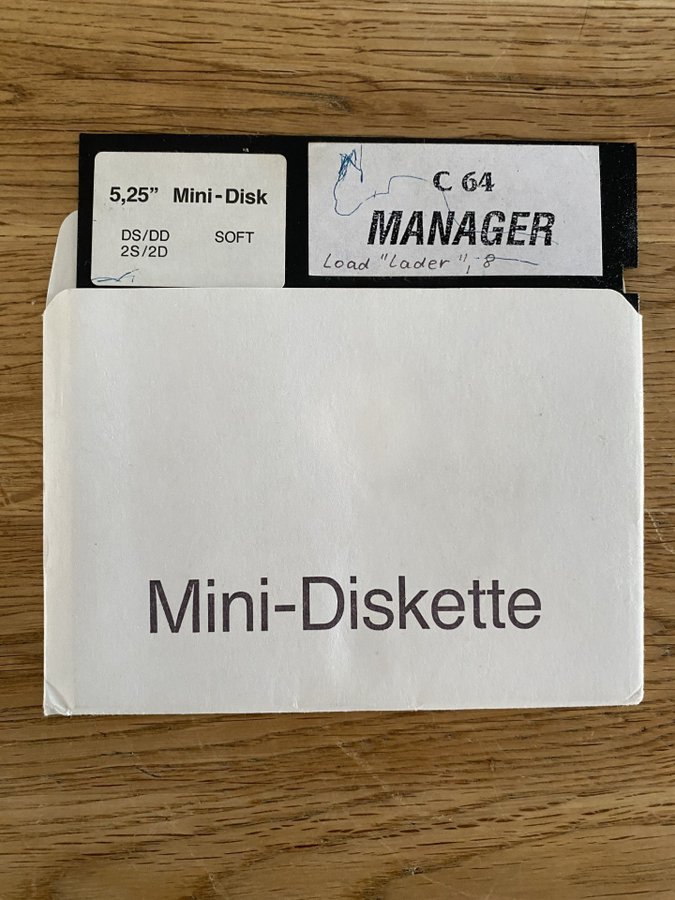 5,25” Mini-Disk
DS/DD SOFT
2S/2D
C 64
MANAGER
Load "Lader", 8
Mini-Diskette